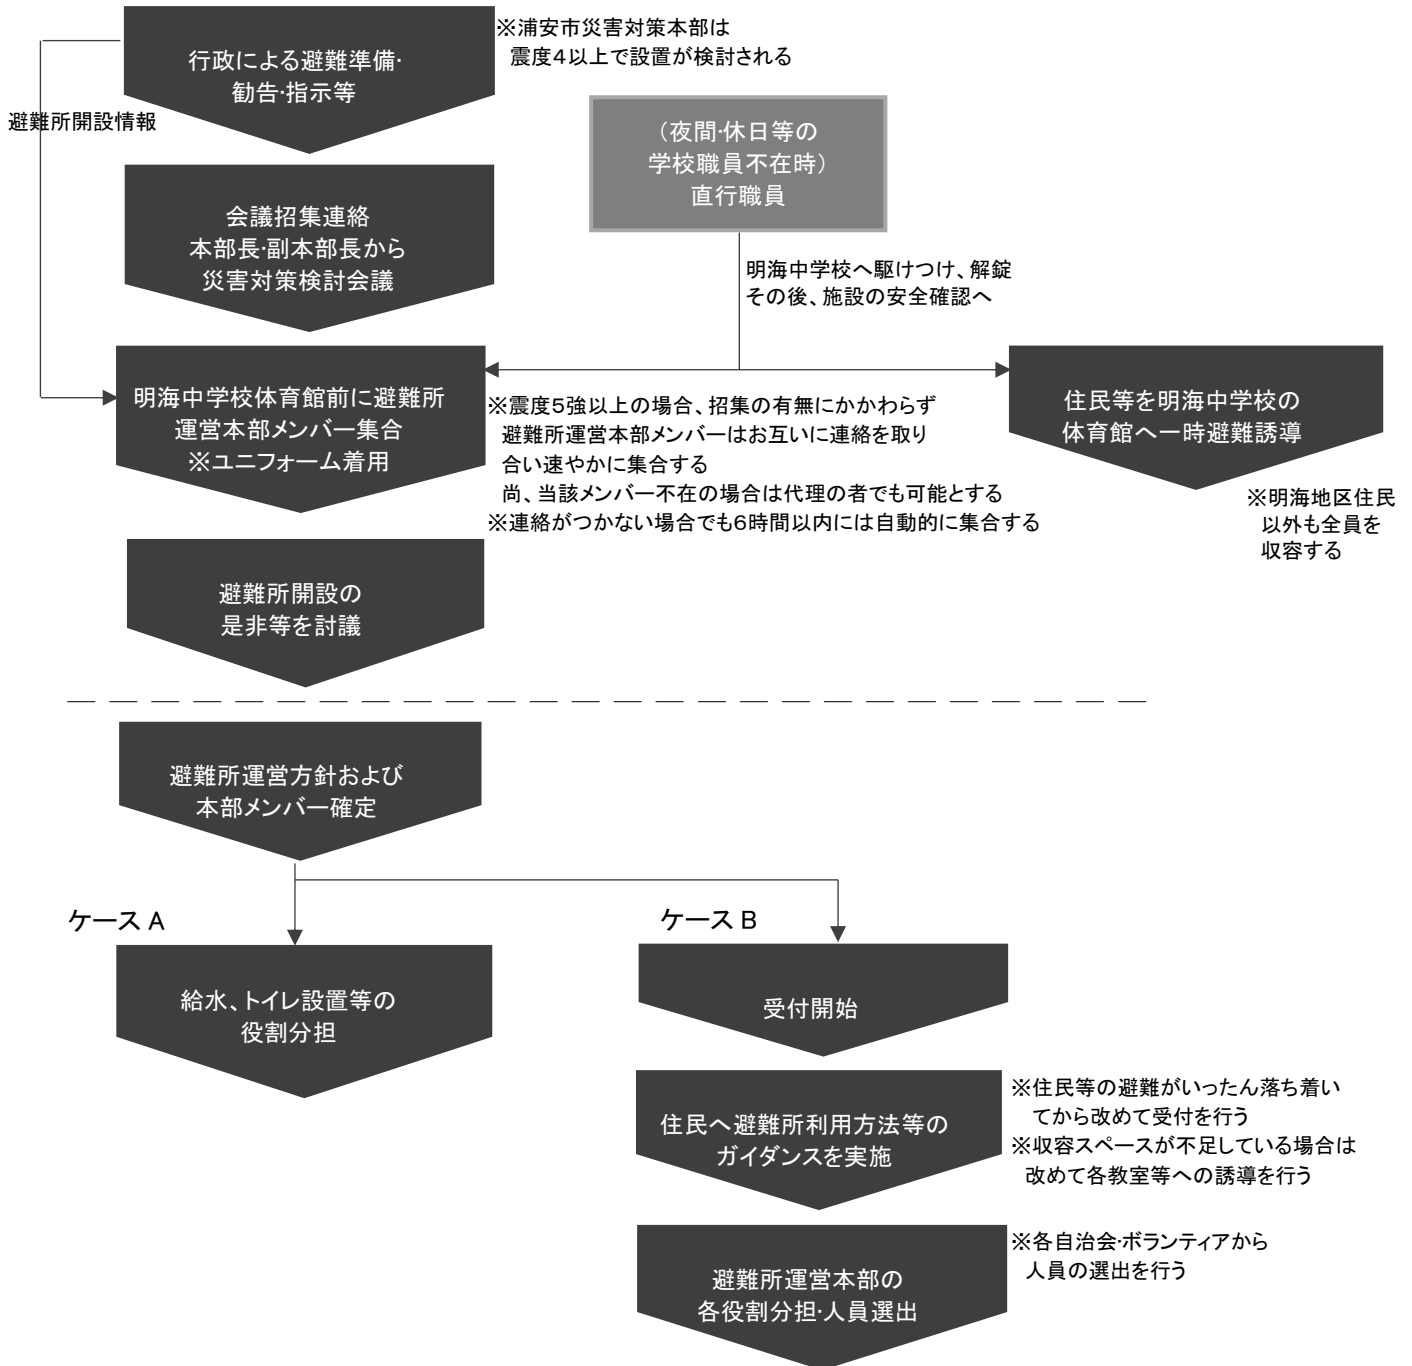 行政による避難準備・
勧告・指示等
※浦安市災害対策本部は
震度4以上で設置が検討される
避難所開設情報
（夜間・休日等の
学校職員不在時）
直行職員
会議招集連絡
本部長・副本部長から
災害対策検討会議
明海中学校へ駆けつけ、解錠
その後、施設の安全確認へ
明海中学校体育館前に避難所
運営本部メンバー集合
※ユニフォーム着用
※震度5強以上の場合、招集の有無にかかわらず
避難所運営本部メンバーはお互いに連絡を取り
合い速やかに集合する
尚、当該メンバー不在の場合は代理の者でも可能とする
※連絡がつかない場合でも6時間以内には自動的に集合する
住民等を明海中学校の
体育館へ一時避難誘導
※明海地区住民
以外も全員を
収容する
避難所開設の
是非等を討議
避難所運営方針および
本部メンバー確定
ケース A
給水、トイレ設置等の
役割分担
ケース B
受付開始
住民へ避難所利用方法等の
ガイダンスを実施
※住民等の避難がいったん落ち着い
てから改めて受付を行う
※収容スペースが不足している場合は
改めて各教室等への誘導を行う
避難所運営本部の
各役割分担・人員選出
※各自治会・ボランティアから
人員の選出を行う